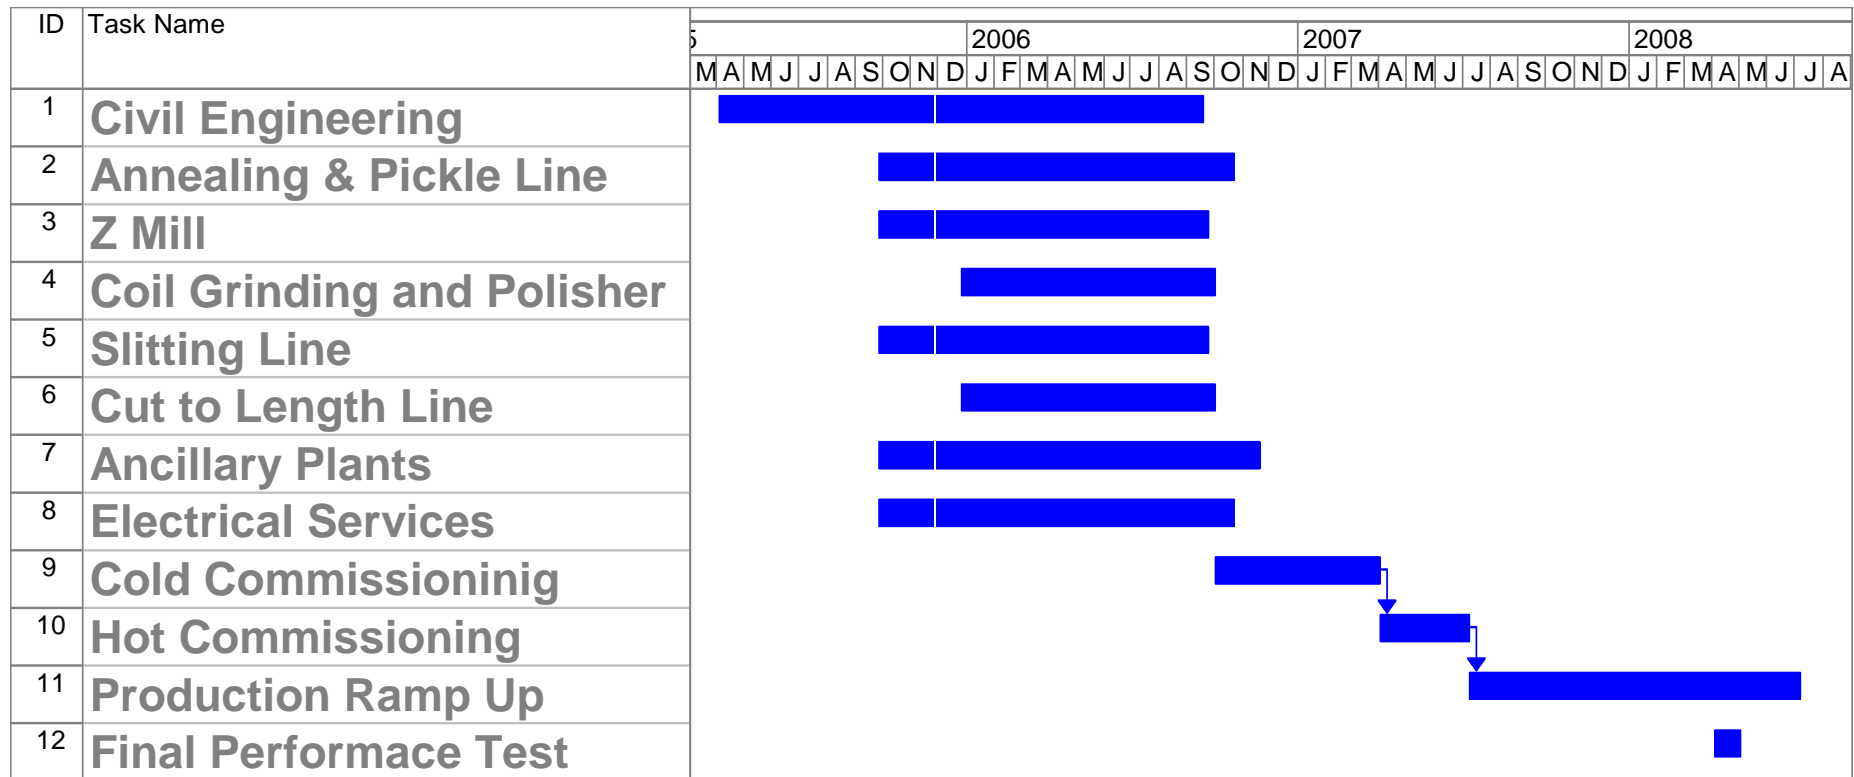 ID Task Name
5 2006 2007 2008
M A M J J A S O N D J F M A M J J A S O N D J F M A M J J A S O N D J F M A M J J A
1 Civil Engineering
2 Annealing & Pickle Line
3 Z Mill
4 Coil Grinding and Polisher
5 Slitting Line
6 Cut to Length Line
7 Ancillary Plants
8 Electrical Services
9 Cold Commissioninig
10 Hot Commissioning
11 Production Ramp Up
12 Final Performace Test